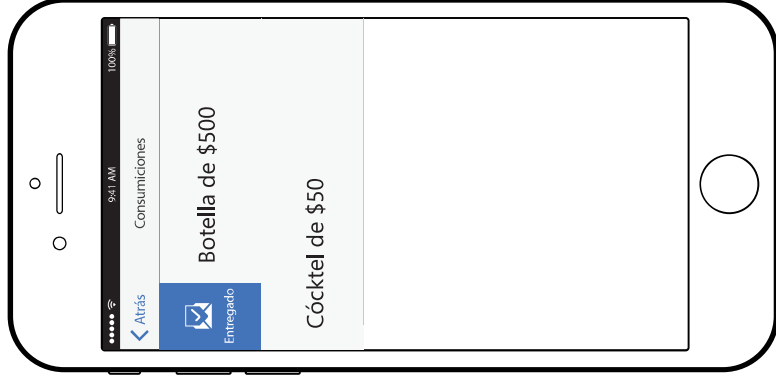 9:41 AM
100%
Atrás
Consumiciones
Entregado
Botella de $500
Cócktel de $50